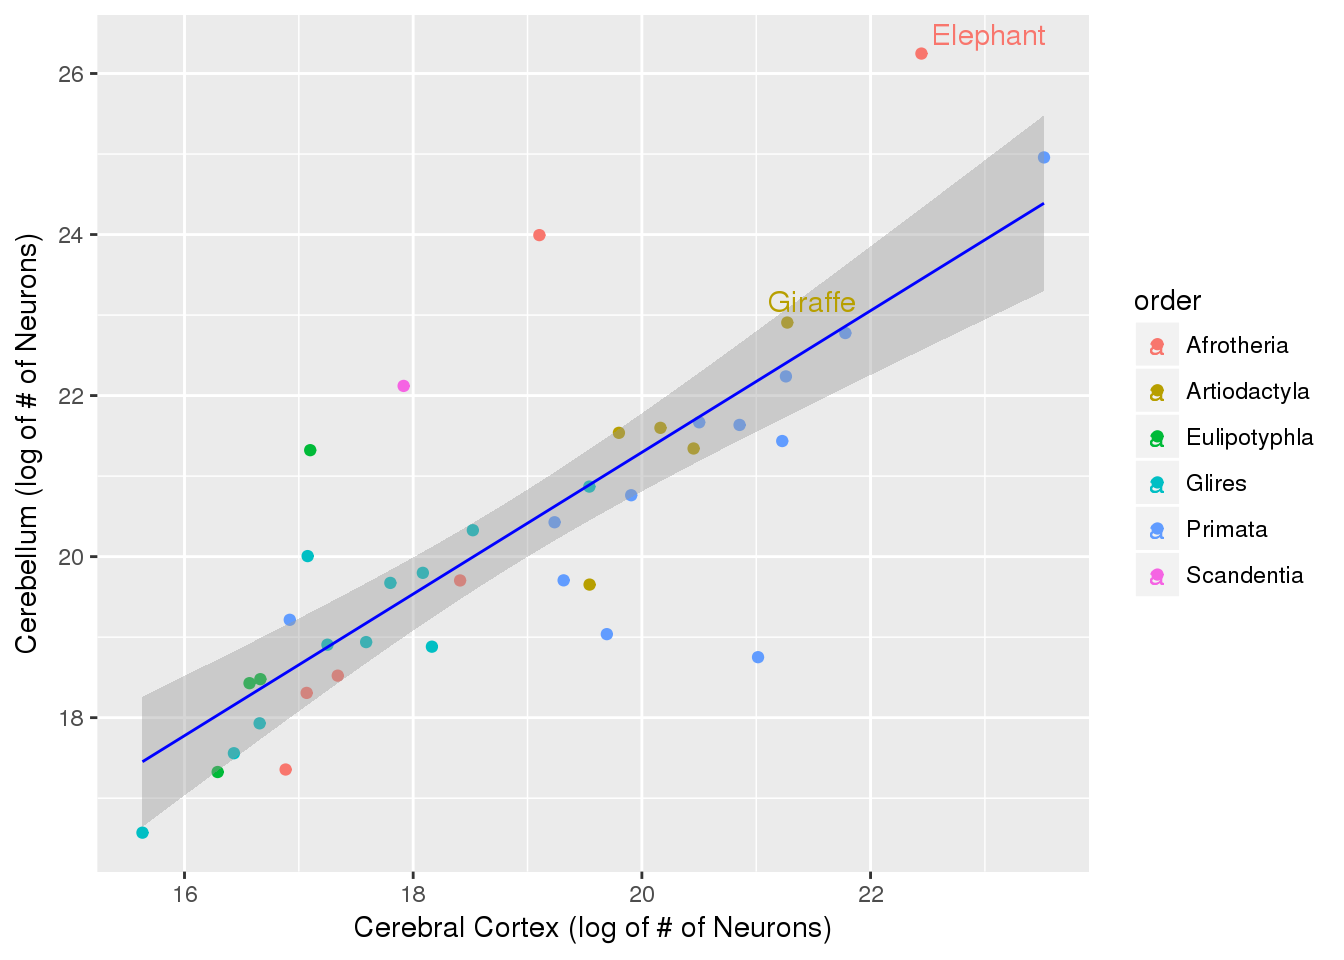 Elephant
26
24
Giraffe
22
20
18
16 18 20 22
Cerebral Cortex (log of # of Neurons)
Cerebellum (log of # of Neurons)
order
a Afrotheria
a Artiodactyla
a Eulipotyphla
a Glires
a Primata
a Scandentia